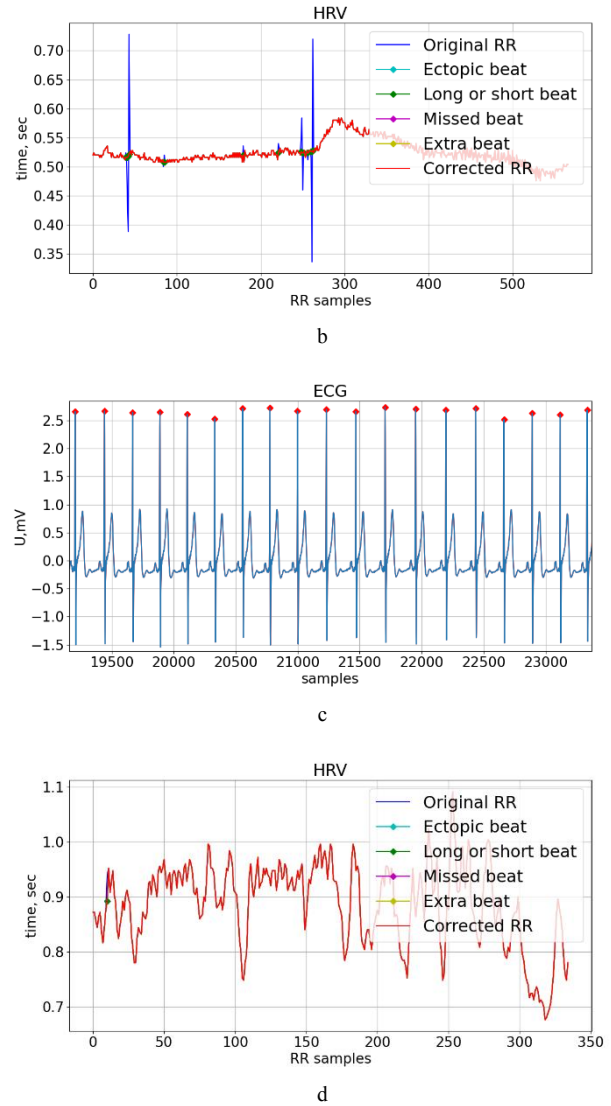 HRV
Original RR
Ectopic beat
Long or short beat
Missed beat
Extra beat
Corrected RR
time, sec
0.70
0.65
0.60
0.55
0.50
0.45
0.40
0.35
0 100 200 300 400 500
RR samples
b
ECG
U,mV
2.5
2.0
1.5
1.0
0.5
0.0
−0.5
−1.0
−1.5
19500 20000 20500 21000 21500 22000 22500 23000
samples
c
HRV
Original RR
Ectopic beat
Long or short beat
Missed beat
Extra beat
Corrected RR
time, sec
1.1
1.0
0.9
0.8
0.7
0 50 100 150 200 250 300 350
RR samples
d